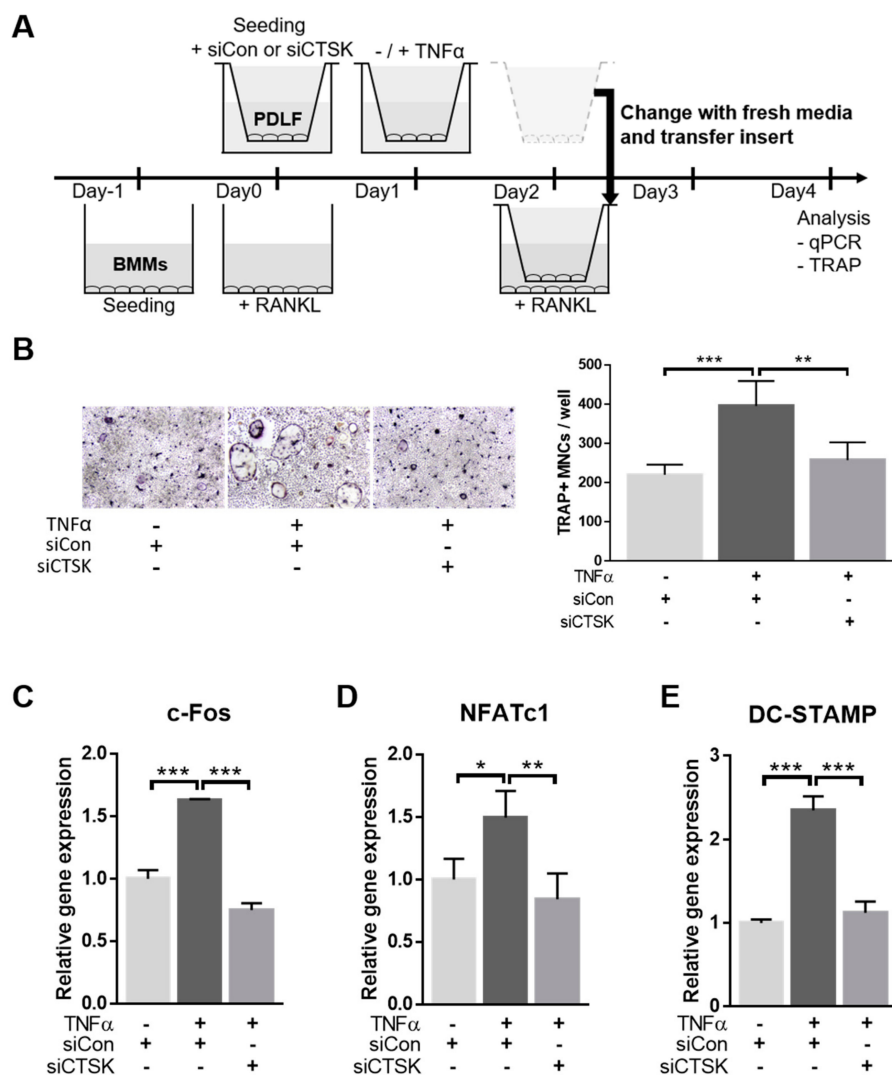 A
Seeding
+ siCon or siCTSK
- / + TNFα
PDLF
Change with fresh media
and transfer insert
Day-1 Day0 Day1 Day2 Day3 Day4
BMMs
Seeding
+ RANKL
+ RANKL
Analysis
- qPCR
- TRAP
B
TNFα - + +
siCon + + -
siCTSK - - +
*** **
TRAP+ MNCs / well
500
400
300
200
100
0
TNFα - + +
siCon + + -
siCTSK - - +
C
c-Fos
Relative gene expression
2.0
1.5
1.0
0.5
0.0
*** ***
TNFα - + +
siCon + + -
siCTSK - - +
D
NFATc1
Relative gene expression
2.0
1.5
1.0
0.5
0.0
* **
TNFα - + +
siCon + + -
siCTSK - - +
E
DC-STAMP
Relative gene expression
3
2
1
0
*** ***
TNFα - + +
siCon + + -
siCTSK - - +